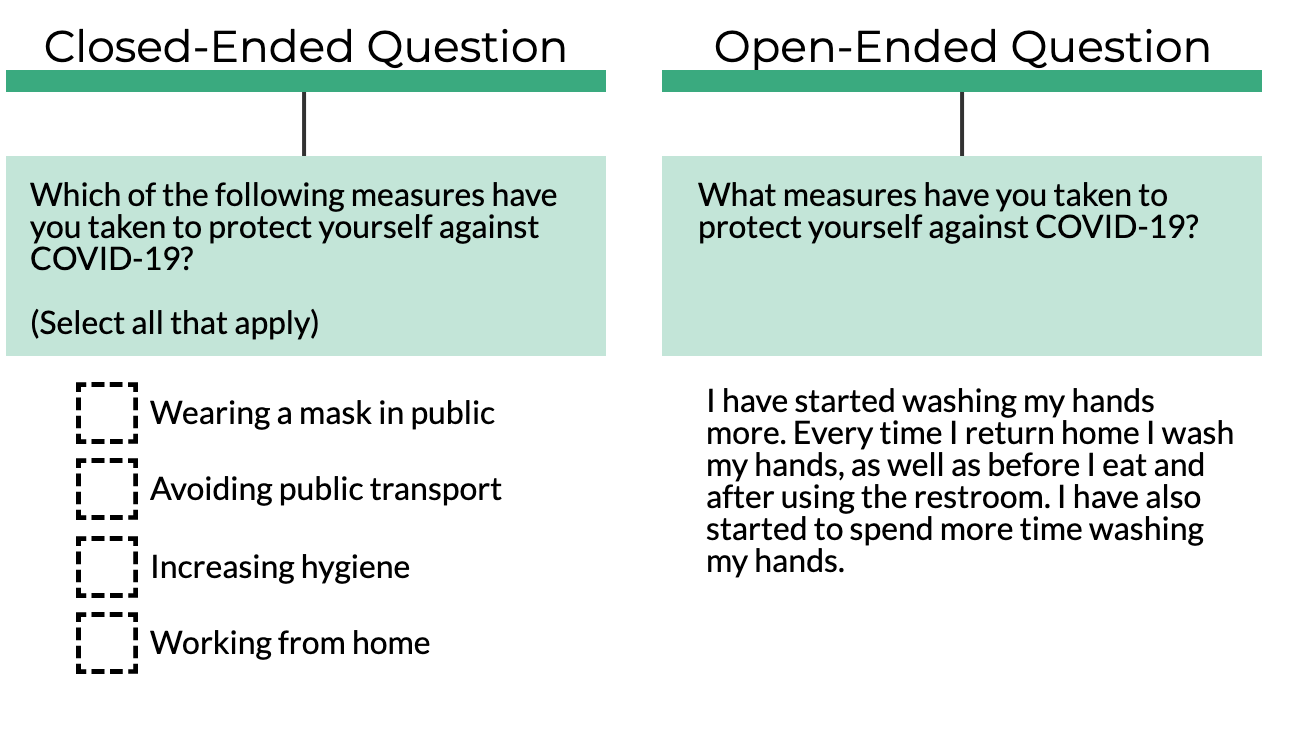 Closed-Ended Question
Which of the following measures have
you taken to protect yourself against
COVID-19?
(Select all that apply)
Wearing a mask in public
Avoiding public transport
Increasing hygiene
Working from home
Open-Ended Question
What measures have you taken to
protect yourself against COVID-19?
I have started washing my hands
more. Every time I return home I wash
my hands, as well as before I eat and
after using the restroom. I have also
started to spend more time washing
my hands.